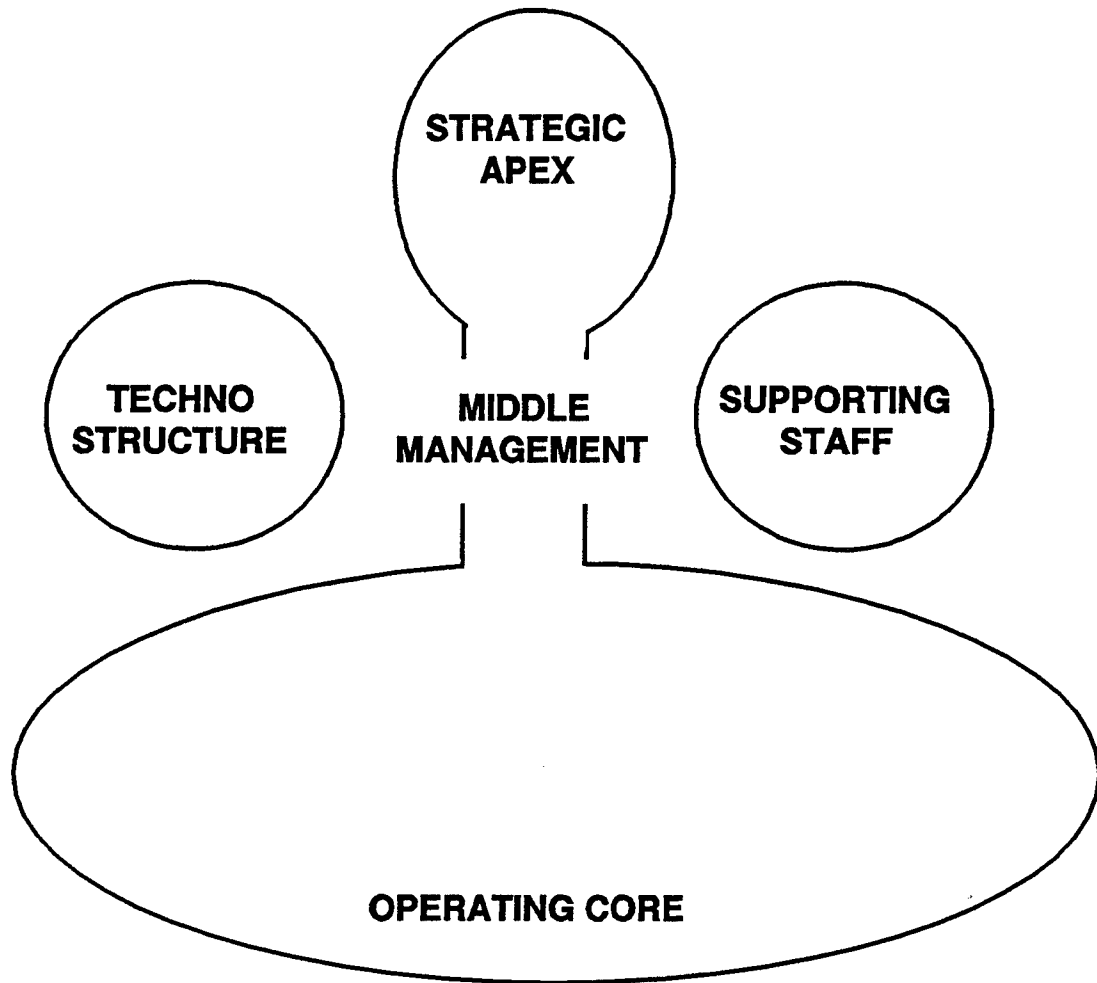 STRATEGIC
APEX
TECHNO
STRUCTURE
MIDDLE
MANAGEMENT
SUPPORTING
STAFF
OPERATING CORE